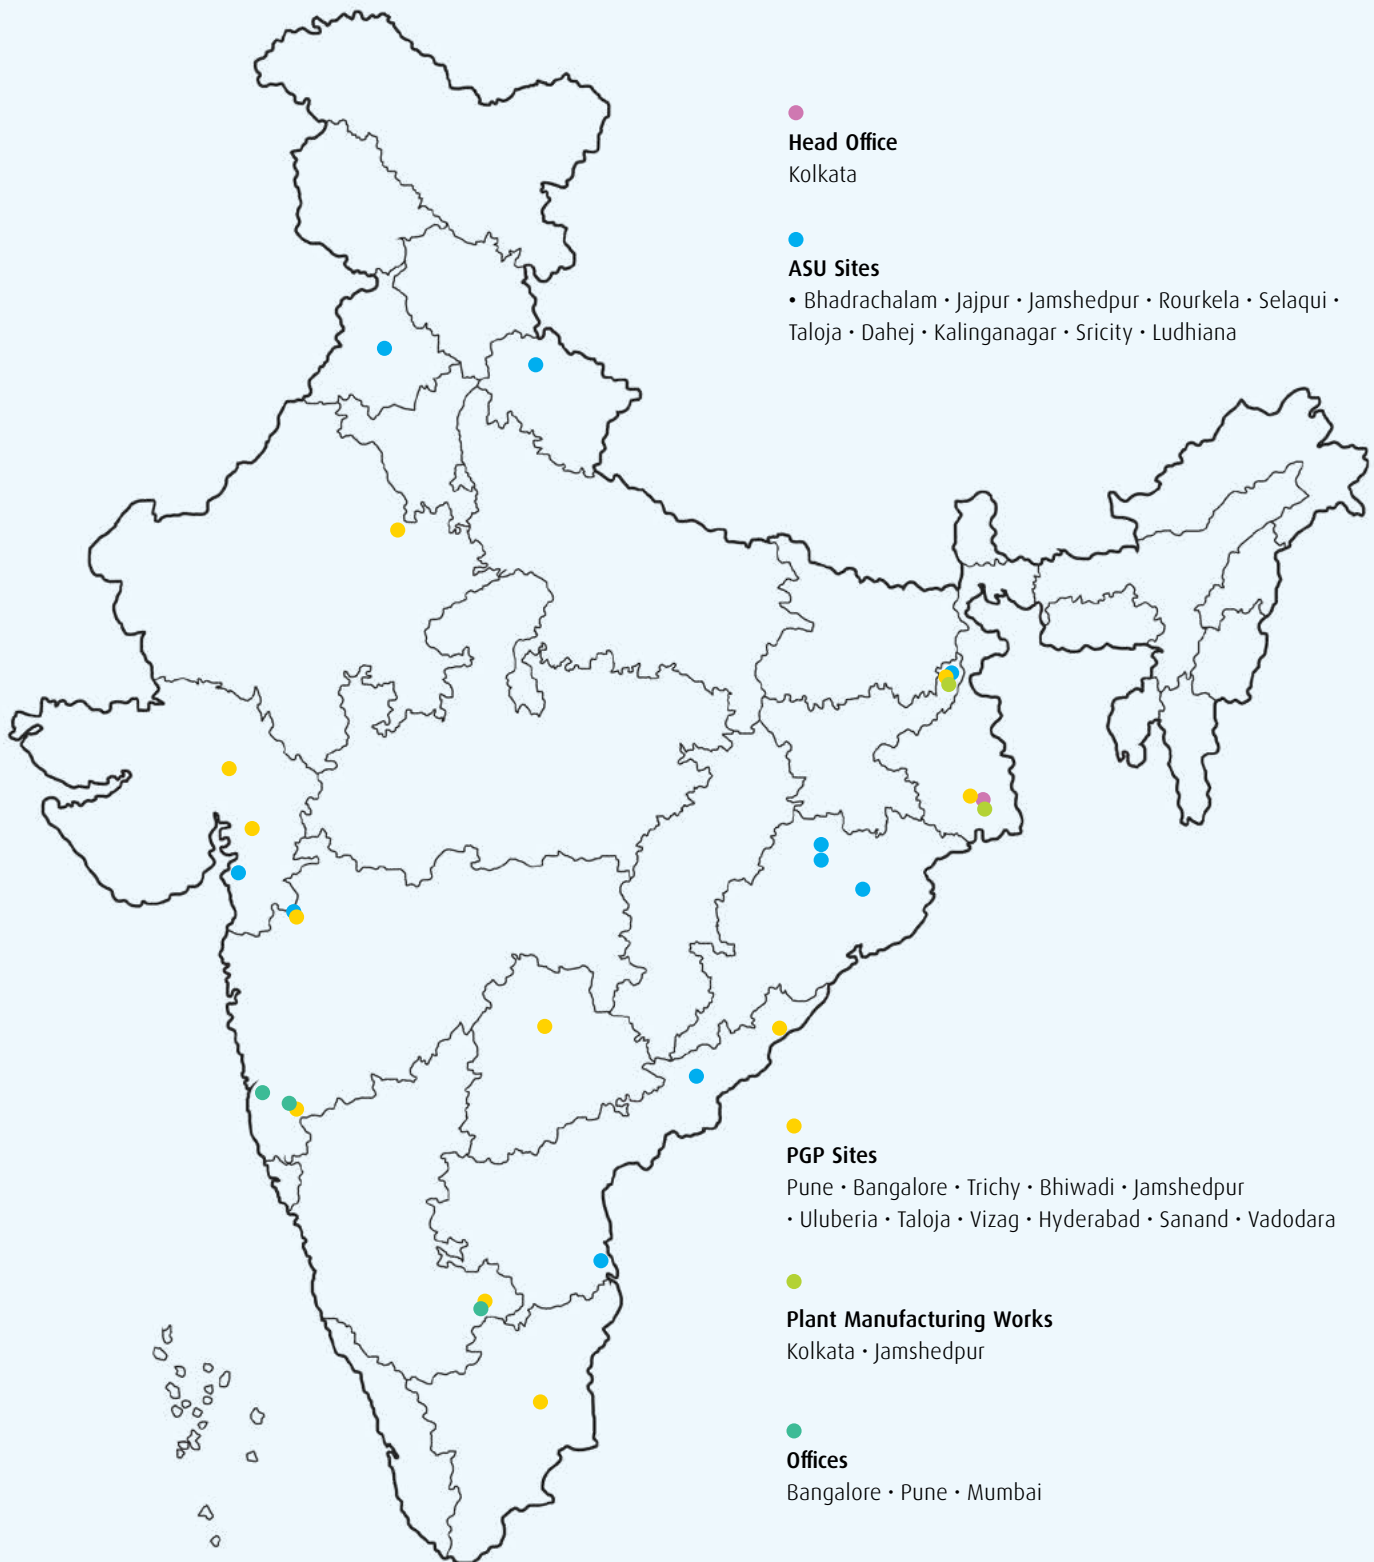 Head Office
Kolkata
ASU Sites
• Bhadrachalam • Jajpur • Jamshedpur • Rourkela • Selaqui •
Taloja • Dahej • Kalinganagar • Sricity • Ludhiana
PGP Sites
Pune • Bangalore • Trichy • Bhiwadi • Jamshedpur
• Uluberia • Taloja • Vizag • Hyderabad • Sanand • Vadodara
Plant Manufacturing Works
Kolkata • Jamshedpur
Offices
Bangalore • Pune • Mumbai